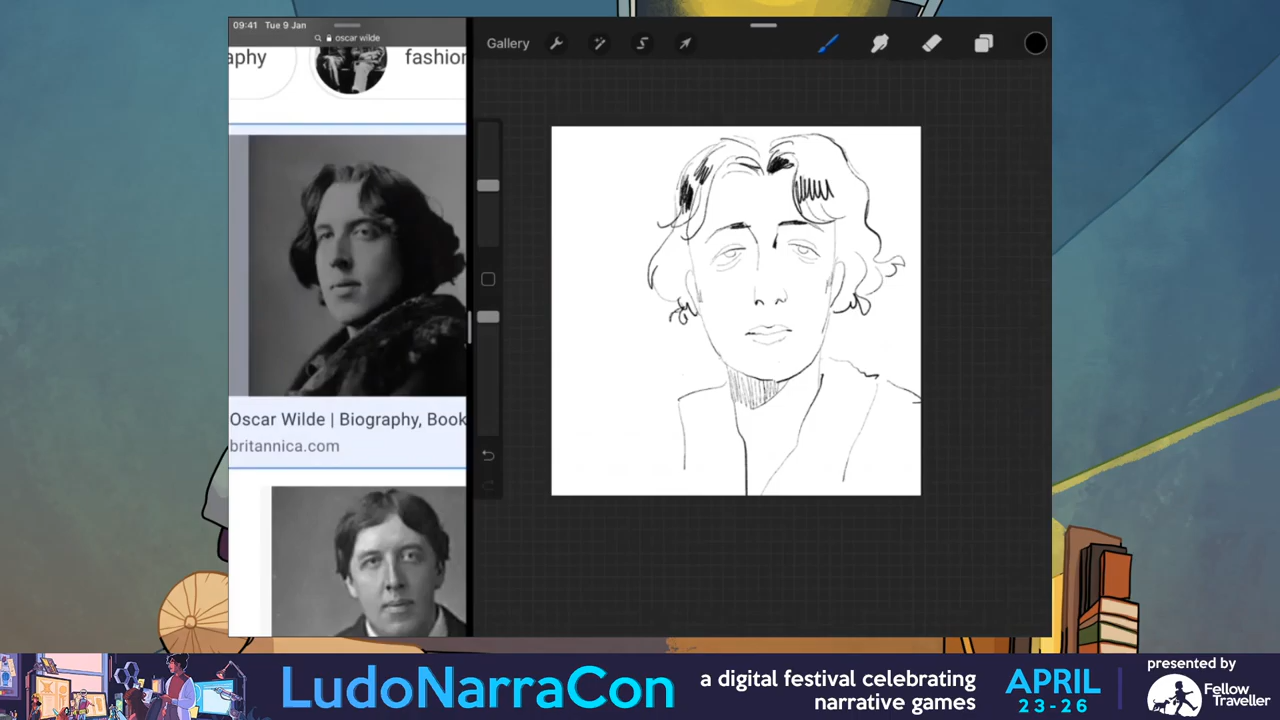 09:41 Tue 9 Jan
oscar wilde
aphy
fashion
Gallery
Oscar Wilde | Biography, Book
britannica.com
LudoNarraCon
a digital festival celebrating
narrative games
APRIL
23-26
presented by
Fellow
Traveller